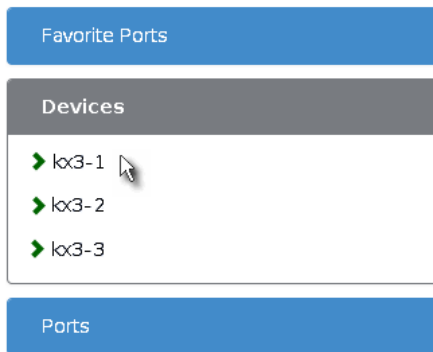 Favorite Ports
Devices
kx3-1
kx3-2
kx3-3
Ports